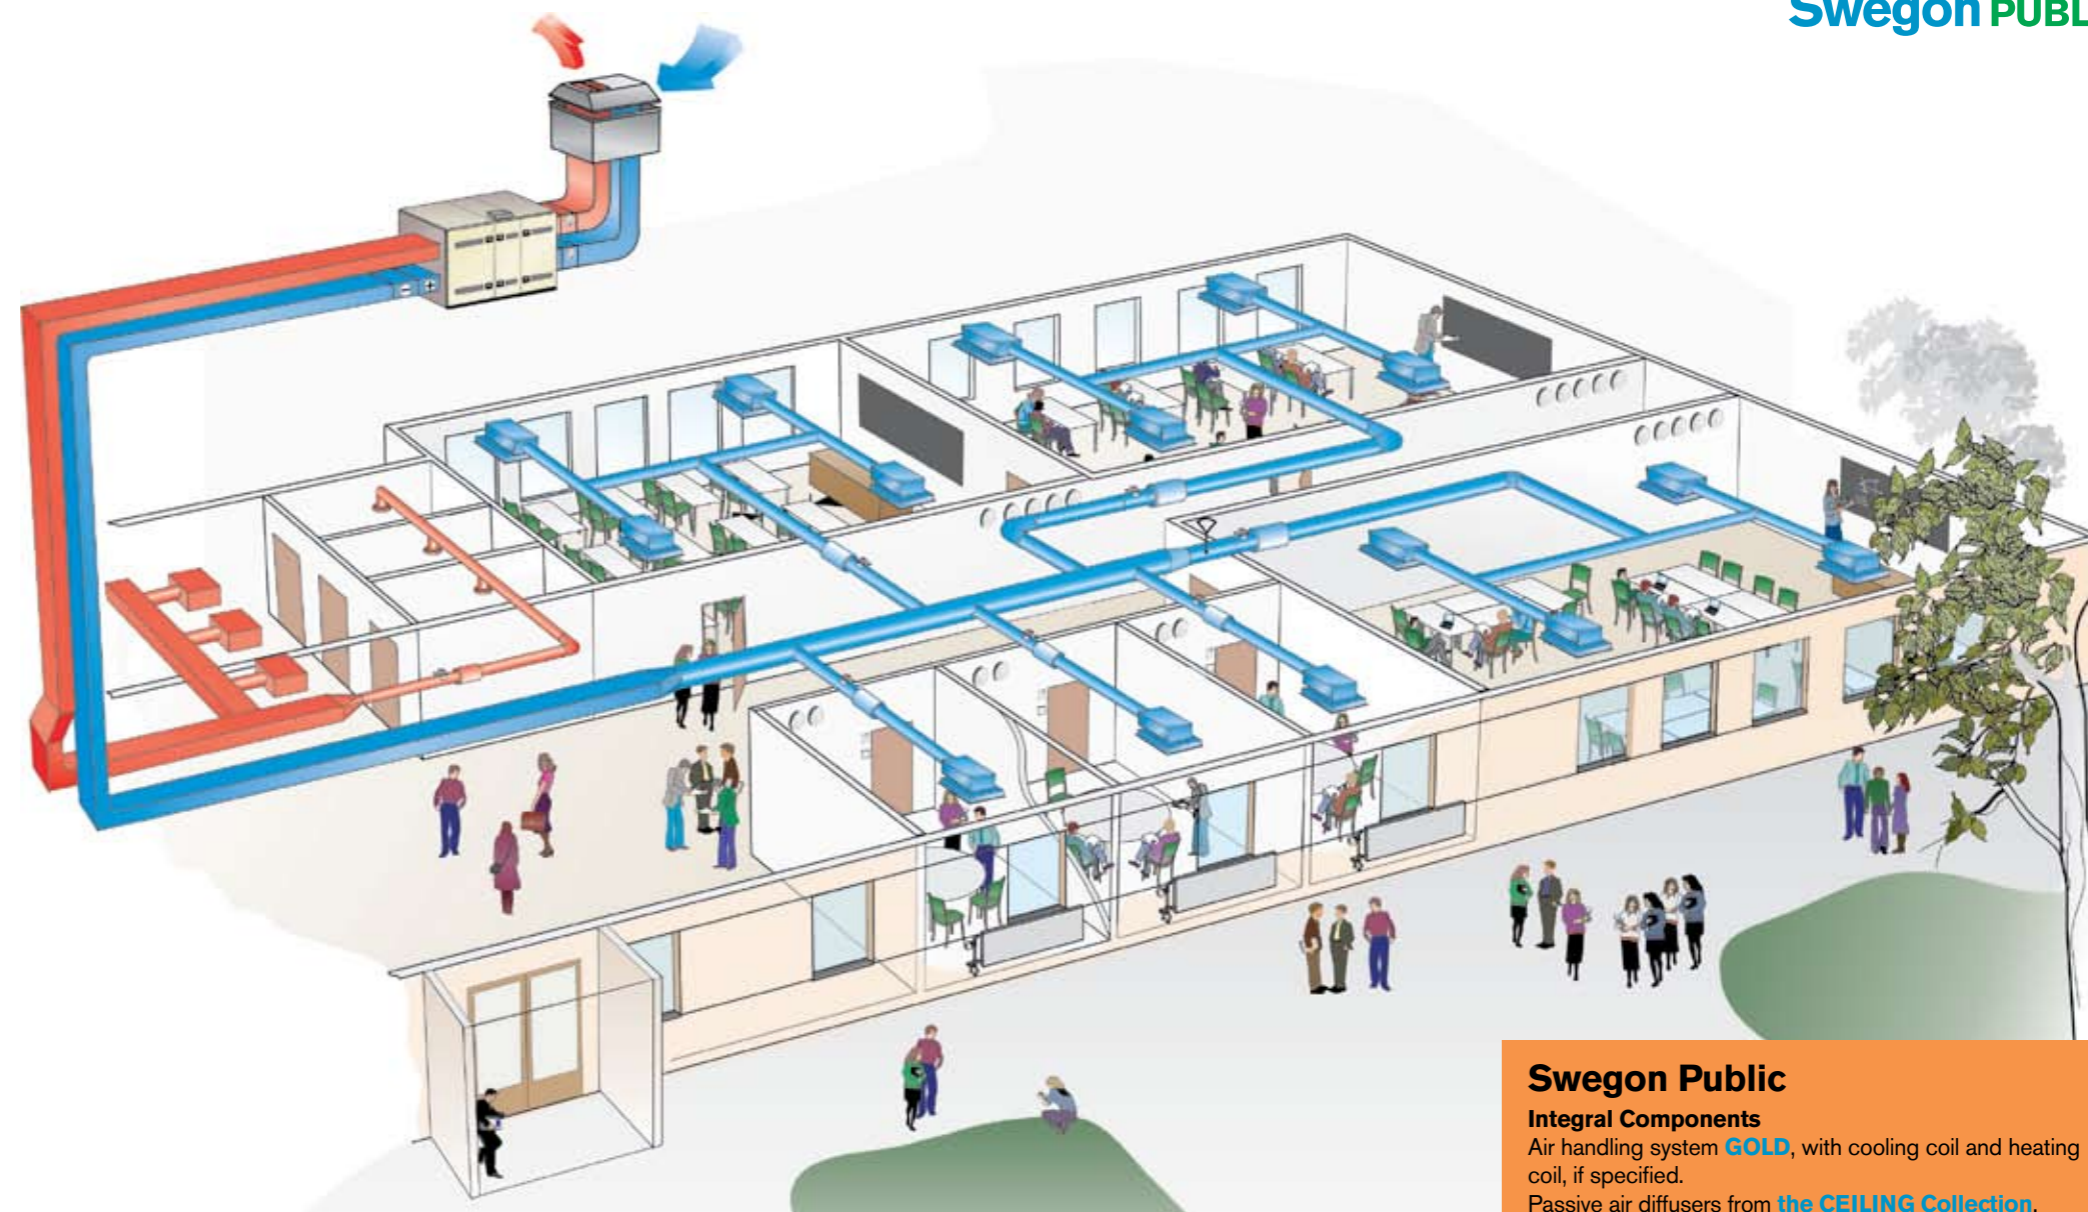 Swegon PUBL
Swegon Public
Integral Components
Air handling system GOLD, with cooling coil and heating
coil, if specified.
Passive air diffusers from the CEILING Collection.